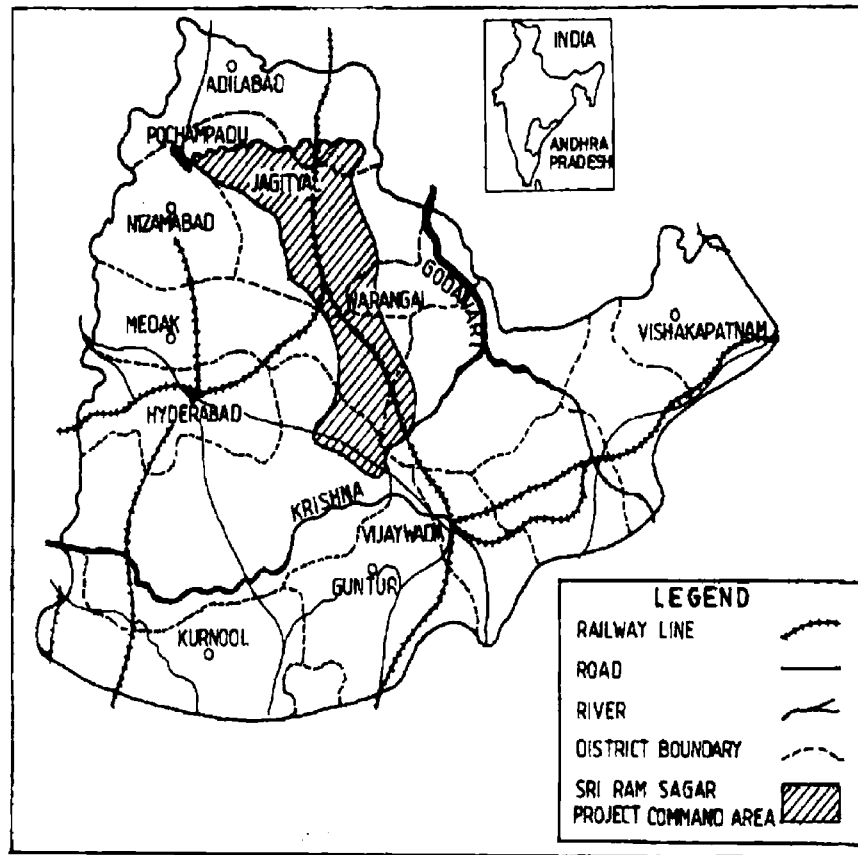 INDIA
ANDHRA
PRADESH
ADILABAD
POCHAMPADU
JAGITYAL
NIZAMABAD
GODAVARI
WARANGAL
MEDAK
VISHAKAPATNAM
HYDERABAD
KRISHNA
VIJAYWADA
GUNTUR
KURNOOL
LEGEND
RAILWAY LINE
ROAD
RIVER
DISTRICT BOUNDARY
SRI RAM SAGAR
PROJECT COMMAND AREA